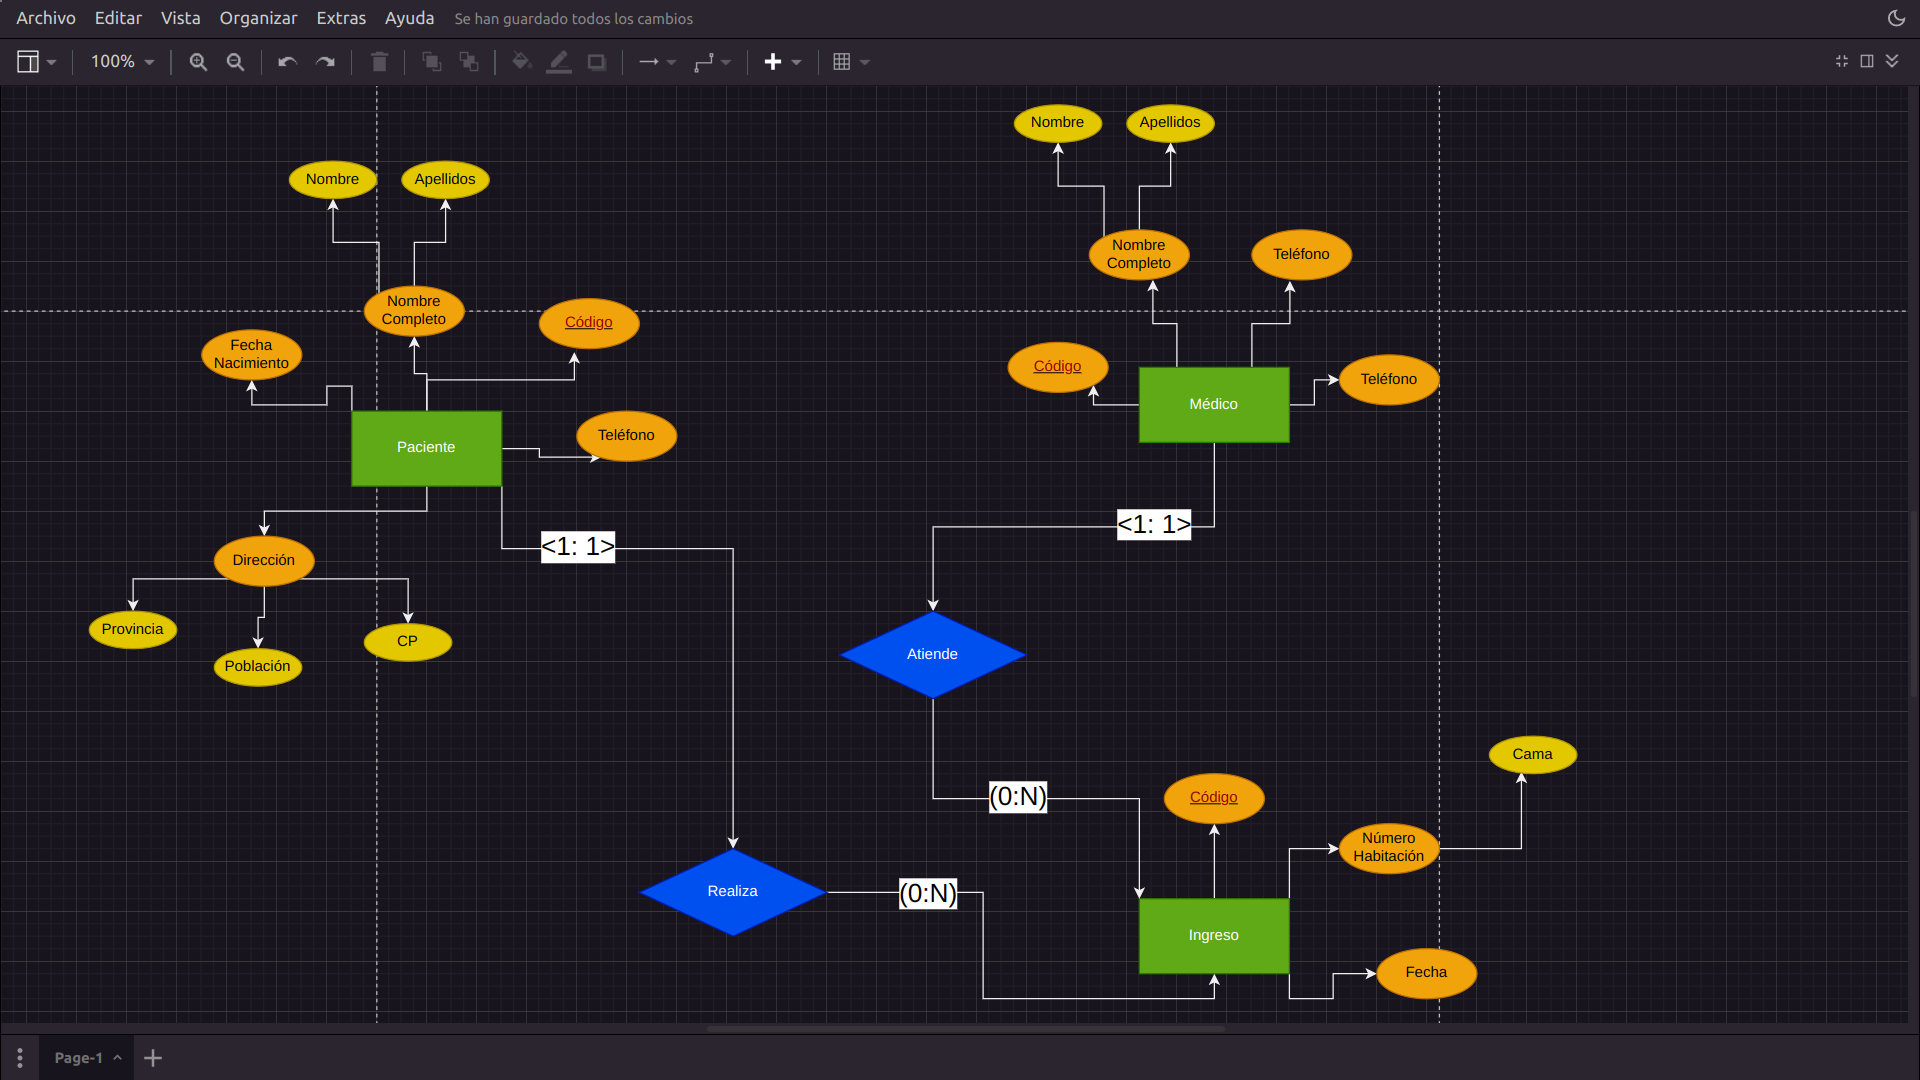 Archivo Editar Vista Organizar Extras Ayuda Se han guardado todos los cambios
100%
Nombre
Apellidos
Nombre
Apellidos
Nombre
Completo
Teléfono
Nombre
Completo
Código
Fecha
Nacimiento
Código
Teléfono
Médico
Teléfono
Paciente
<1: 1>
<1: 1>
Dirección
Provincia
CP
Población
Atiende
Cama
(0:N)
Código
Número
Habitación
Realiza
(0:N)
Ingreso
Fecha
Page-1